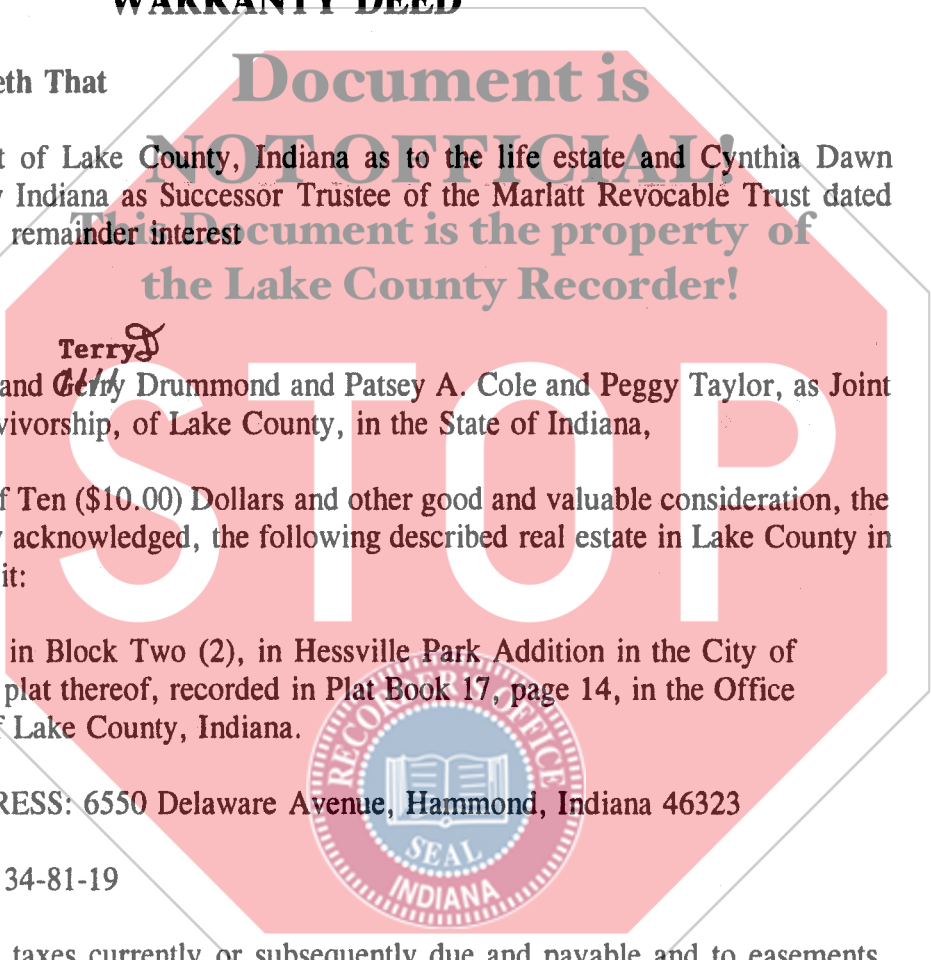 WARRANTY DEED
Document is
eth That
NOT OFFICIAL!
t of Lake County, Indiana as to the life estate and Cynthia Dawn
y Indiana as Successor Trustee of the Marlatt Revocable Trust dated
This Document is the property of
remainder interest
the Lake County Recorder!
Terry D
and Gerry Drummond and Patsey A. Cole and Peggy Taylor, as Joint
vivorship, of Lake County, in the State of Indiana,
STOP
f Ten ($10.00) Dollars and other good and valuable consideration, the
y acknowledged, the following described real estate in Lake County in
it:
in Block Two (2), in Hessville Park Addition in the City of
plat thereof, recorded in Plat Book 17, page 14, in the Office
f Lake County, Indiana.
RECORDER'S OFFICE
RESS: 6550 Delaware Avenue, Hammond, Indiana 46323
SEAL
34-81-19
INDIANA
taxes currently or subsequently due and payable and to easements